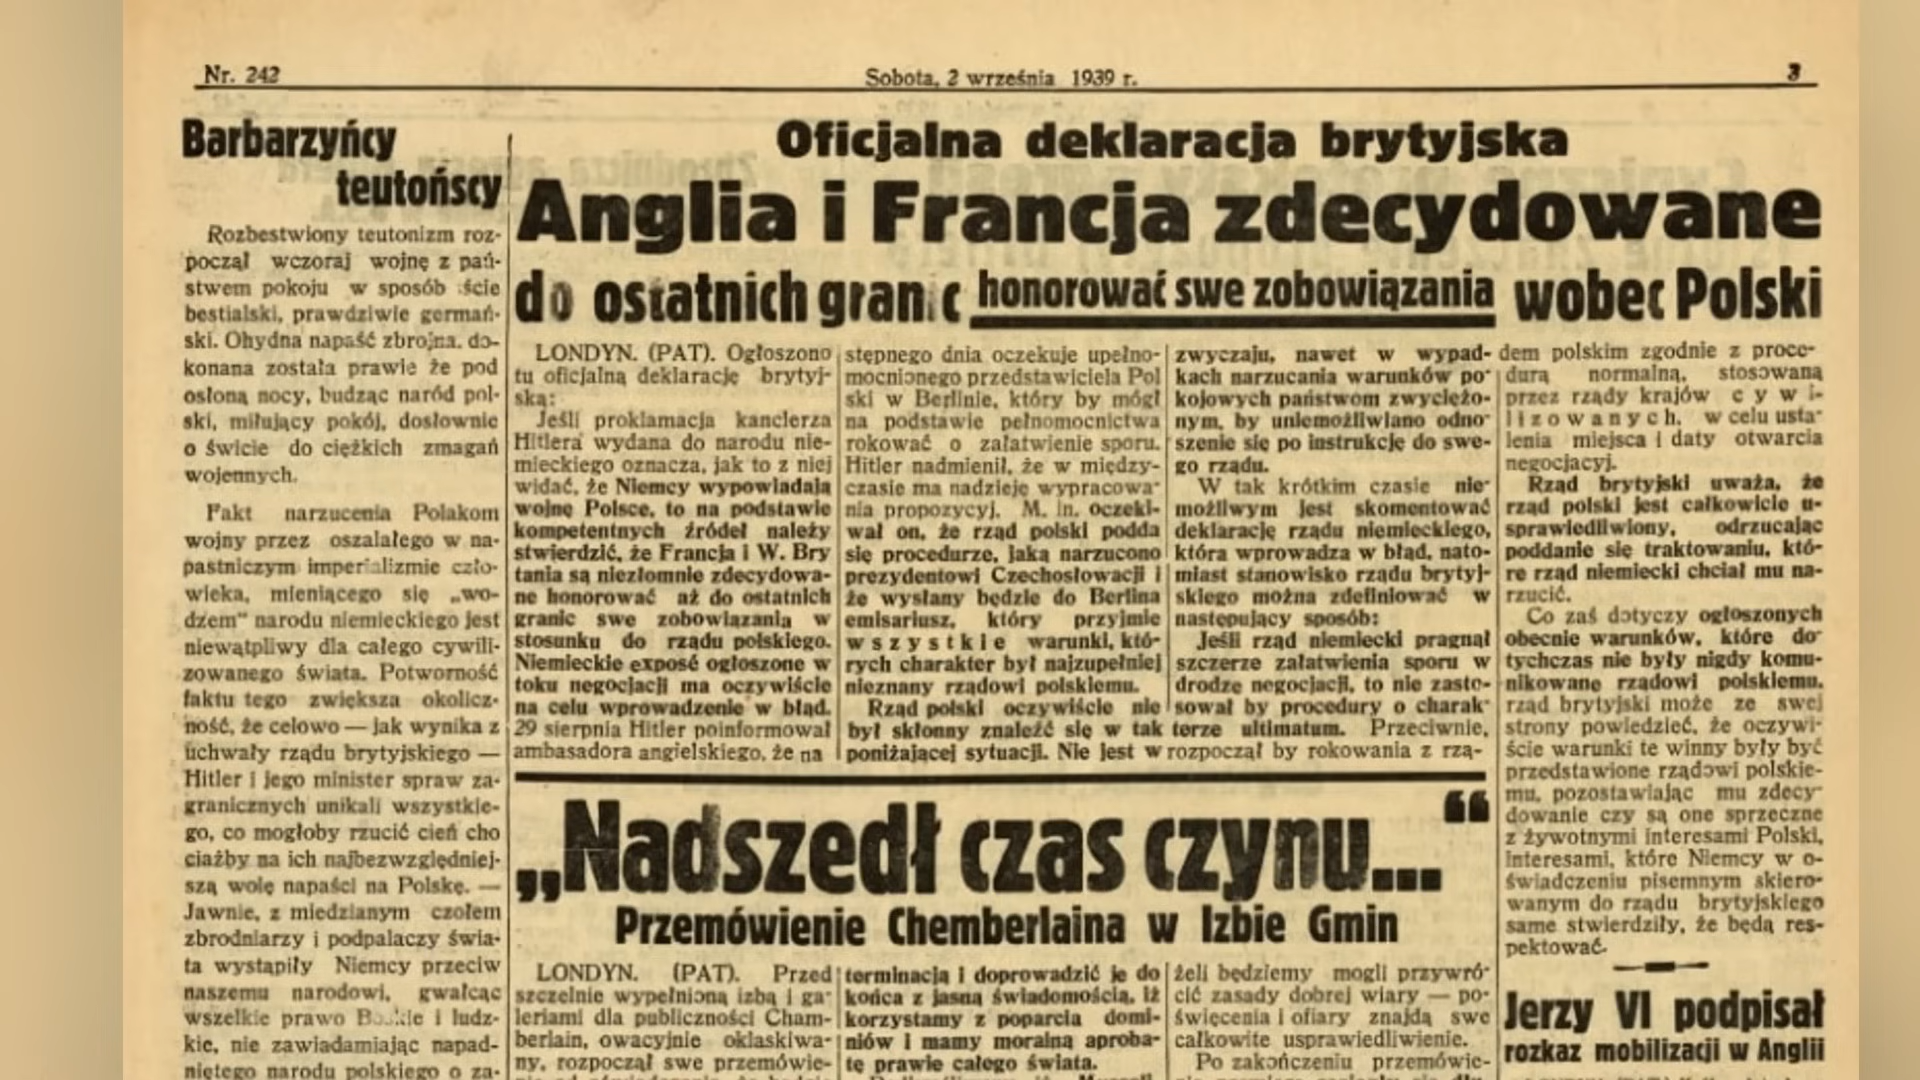 Nr. 242
Sobota, 2 września 1939 r.
3
Barbarzyńcy
teutońscy
Rozbestwiony teutonizm roz-
począł wczoraj wojnę z pań-
stwem pokoju w sposób iście
bestialski, prawdziwie germań-
ski. Ohydna napaść zbrojna, do-
konana została prawie że pod
osłoną nocy, budząc naród pol-
ski, miłujący pokój, dosłownie
o świcie do ciężkich zmagań
wojennych.
Fakt narzucenia Polakom
wojny przez oszalałego w na-
pastniczym imperializmie czło-
wieka, mieniącego się „wo-
dzem" narodu niemieckiego jest
niewątpliwy dla całego cywili-
zowanego świata. Potworność
faktu tego zwiększa okolicz-
ność, że celowo — jak wynika z
uchwały rządu brytyjskiego —
Hitler i jego minister spraw za-
granicznych unikali wszystkie-
go, co mogłoby rzucić cień cho
ciażby na ich najbezwzględniej-
szą wolę napaści na Polskę. —
Jawnie, z miedzianym czołem
zbrodniarzy i podpalaczy świa-
ta wystąpiły Niemcy przeciw
naszemu narodowi, gwałcąc
wszelkie prawo Boskie i ludz-
kie, nie zawiadamiając napad-
niętego narodu polskiego o za-
Oficjalna deklaracja brytyjska
Anglia i Francja zdecydowane
do ostatnich granic honorować swe zobowiązania wobec Polski
LONDYN. (PAT). Ogłoszono
tu oficjalną deklarację brytyj-
ską:
Jeśli proklamacja kanclerza
Hitlera wydana do narodu nie-
mieckiego oznacza, jak to z niej
widać, że Niemcy wypowiadają
wojnę Polsce, to na podstawie
kompetentnych źródeł należy
stwierdzić, że Francja i W. Bry
tania są niezłomnie zdecydowa-
ne honorować aż do ostatnich
granic swe zobowiązania w
stosunku do rządu polskiego.
Niemieckie exposé ogłoszone w
toku negocjacji ma oczywiście
na celu wprowadzenie w błąd.
29 sierpnia Hitler poinformował
ambasadora angielskiego, że na
stępnego dnia oczekuje upełno-
mocnionego przedstawiciela Pol
ski w Berlinie, który by mógł
na podstawie pełnomocnictwa
rokować o załatwienie sporu.
Hitler nadmienił, że w między-
czasie ma nadzieję wypracowa-
nia propozycyj. M. in. oczeki-
wał on, że rząd polski podda
się procedurze, jaką narzucono
prezydentowi Czechosłowacji i
że wysłany będzie do Berlina
emisariusz, który przyjmie
wszystkie warunki, któ-
rych charakter był najzupełniej
nieznany rządowi polskiemu.
Rząd polski oczywiście nie
był skłonny znaleźć się w tak
poniżającej sytuacji. Nie jest w
zwyczaju, nawet w wypad-
kach narzucania warunków po-
kojowych państwom zwyciężo-
nym, by uniemożliwiano odno-
szenie się po instrukcję do swe-
go rządu.
W tak krótkim czasie nie-
możliwym jest skomentować
deklarację rządu niemieckiego,
która wprowadza w błąd, nato-
miast stanowisko rządu brytyj-
skiego można zdefiniować w
następujący sposób:
Jeśli rząd niemiecki pragnął
szczerze załatwienia sporu w
drodze negocjacji, to nie zasto-
sował by procedury o charak-
terze ultimatum. Przeciwnie,
rozpoczął by rokowania z rzą-
dem polskim zgodnie z proce-
durą normalną, stosowaną
przez rządy krajów cywi-
lizowanych, w celu usta-
lenia miejsca i daty otwarcia
negocjacyj.
Rząd brytyjski uważa, że
rząd polski jest całkowicie u-
sprawiedliwiony, odrzucając
poddanie się traktowaniu, któ-
re rząd niemiecki chciał mu na-
rzucić.
Co zaś dotyczy ogłoszonych
obecnie warunków, które do-
tychczas nie były nigdy komu-
nikowane rządowi polskiemu,
rząd brytyjski może ze swej
strony powiedzieć, że oczywi-
ście warunki te winny były być
przedstawione rządowi polskie-
mu, pozostawiając mu zdecy-
dowanie czy są one sprzeczne
z żywotnymi interesami Polski,
interesami, które Niemcy w o-
świadczeniu pisemnym skiero-
wanym do rządu brytyjskiego
same stwierdziły, że będą res-
pektować.
„Nadszedł czas czynu..."
Przemówienie Chemberlaina w Izbie Gmin
LONDYN. (PAT). Przed
szczelnie wypełnioną izbą i ga-
leriami dla publiczności Cham-
berlain, owacyjnie oklaskiwa-
ny, rozpoczął swe przemówie-
terminacją i doprowadzić je do
końca z jasną świadomością, iż
korzystamy z poparcia domi-
niów i mamy moralną aproba-
tę prawie całego świata.
żeli będziemy mogli przywró-
cić zasady dobrej wiary — po-
święcenia i ofiary znajdą swe
całkowite usprawiedliwienie.
Po zakończeniu przemówie-
Jerzy VI podpisał
rozkaz mobilizacji w Anglii